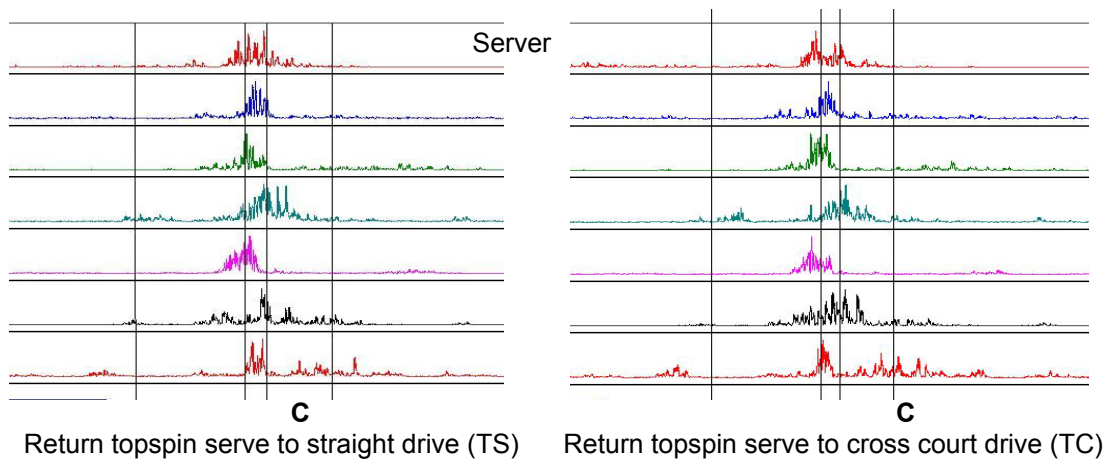 Server
C
C
Return topspin serve to straight drive (TS)
Return topspin serve to cross court drive (TC)